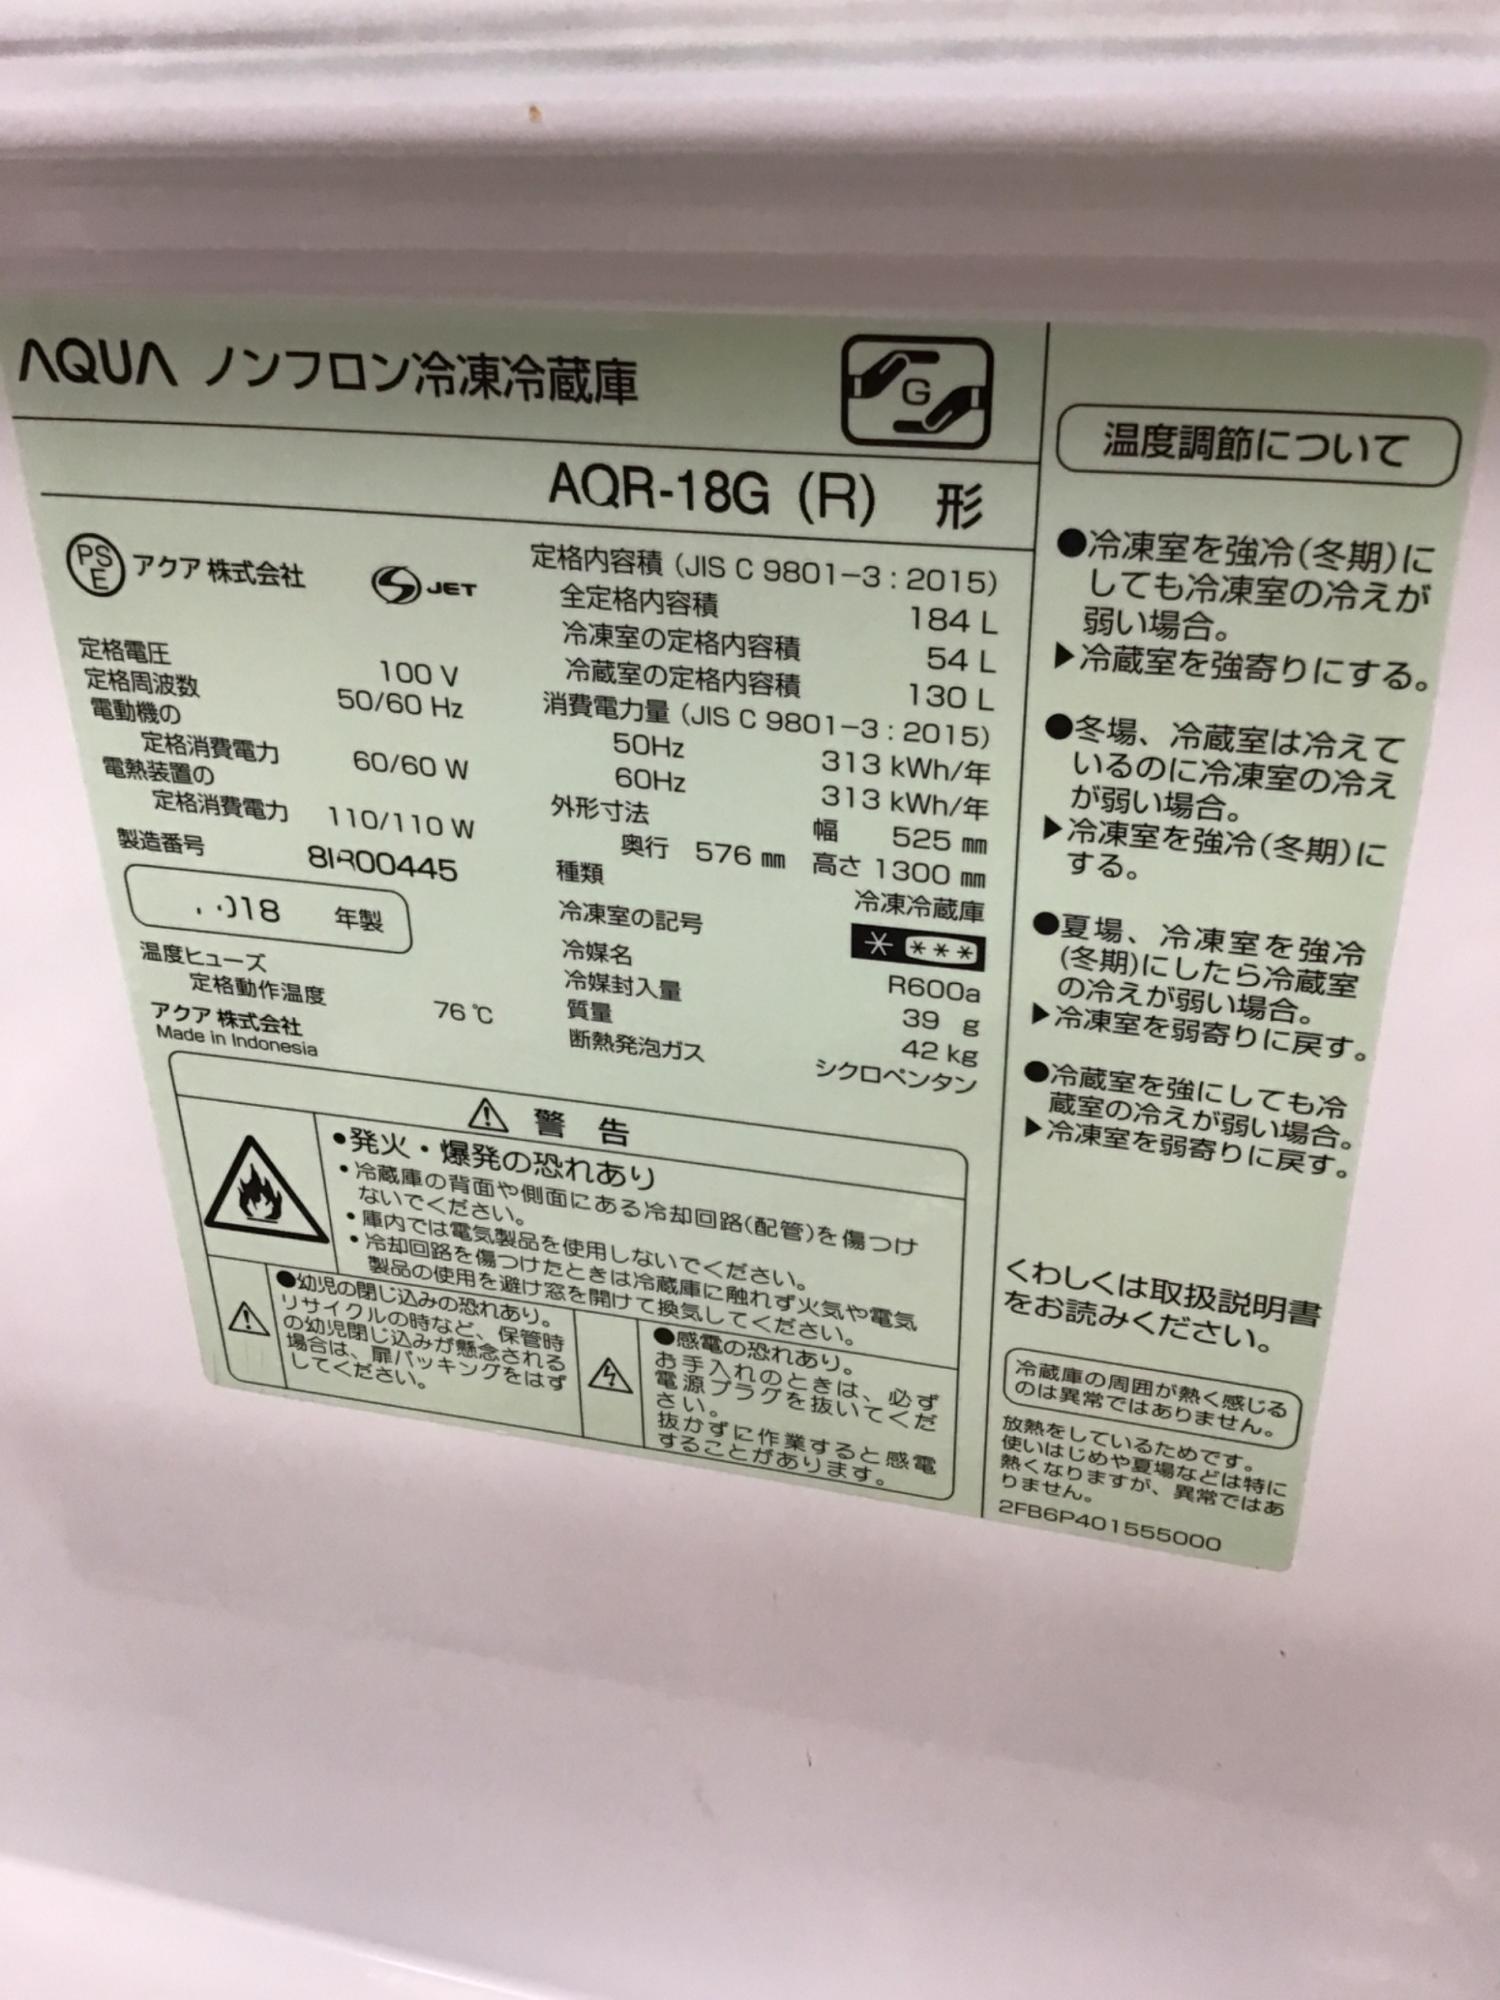 AQUA ノンフロン冷凍冷蔵庫
G
AQR-18G (R) 形
PS
E
アクア 株式会社
JET
定格電圧 100 V
定格周波数 50/60 Hz
電動機の
定格消費電力 60/60 W
電熱装置の
定格消費電力 110/110 W
製造番号
018 年製
温度ヒューズ
定格動作温度 76 ℃
アクア 株式会社
Made in Indonesia
定格内容積 (JIS C 9801-3 : 2015)
全定格内容積 184 L
冷凍室の定格内容積 54 L
冷蔵室の定格内容積 130 L
消費電力量 (JIS C 9801-3 : 2015)
50Hz 313 kWh/年
60Hz 313 kWh/年
外形寸法 幅 525 ㎜
奥行 576 ㎜ 高さ 1300 ㎜
種類 冷凍冷蔵庫
冷凍室の記号 * ***
冷媒名 R600a
冷媒封入量 39 g
質量 42 kg
断熱発泡ガス シクロペンタン
⚠ 警告
•発火・爆発の恐れあり
•冷蔵庫の背面や側面にある冷却回路(配管)を傷つけ
ないでください。
•庫内では電気製品を使用しないでください。
•冷却回路を傷つけたときは冷蔵庫に触れず火気や電気
製品の使用を避け窓を開けて換気してください。
●幼児の閉じ込みの恐れあり。
リサイクルの時など、保管時
の幼児閉じ込みが懸念される
場合は、扉パッキングをはず
してください。
●感電の恐れあり。
お手入れのときは、必ず
電源プラグを抜いてくだ
さい。
抜かずに作業すると感電
することがあります。
温度調節について
●冷凍室を強冷(冬期)に
しても冷凍室の冷えが
弱い場合。
▶冷蔵室を強寄りにする。
●冬場、冷蔵室は冷えて
いるのに冷凍室の冷え
が弱い場合。
▶冷凍室を強冷(冬期)に
する。
●夏場、冷凍室を強冷
(冬期)にしたら冷蔵室
の冷えが弱い場合。
▶冷凍室を弱寄りに戻す。
●冷蔵室を強にしても冷
蔵室の冷えが弱い場合。
▶冷凍室を弱寄りに戻す。
くわしくは取扱説明書
をお読みください。
冷蔵庫の周囲が熱く感じる
のは異常ではありません。
放熱をしているためです。
使いはじめや夏場などは特に
熱くなりますが、異常ではあ
りません。
2FB6P401555000